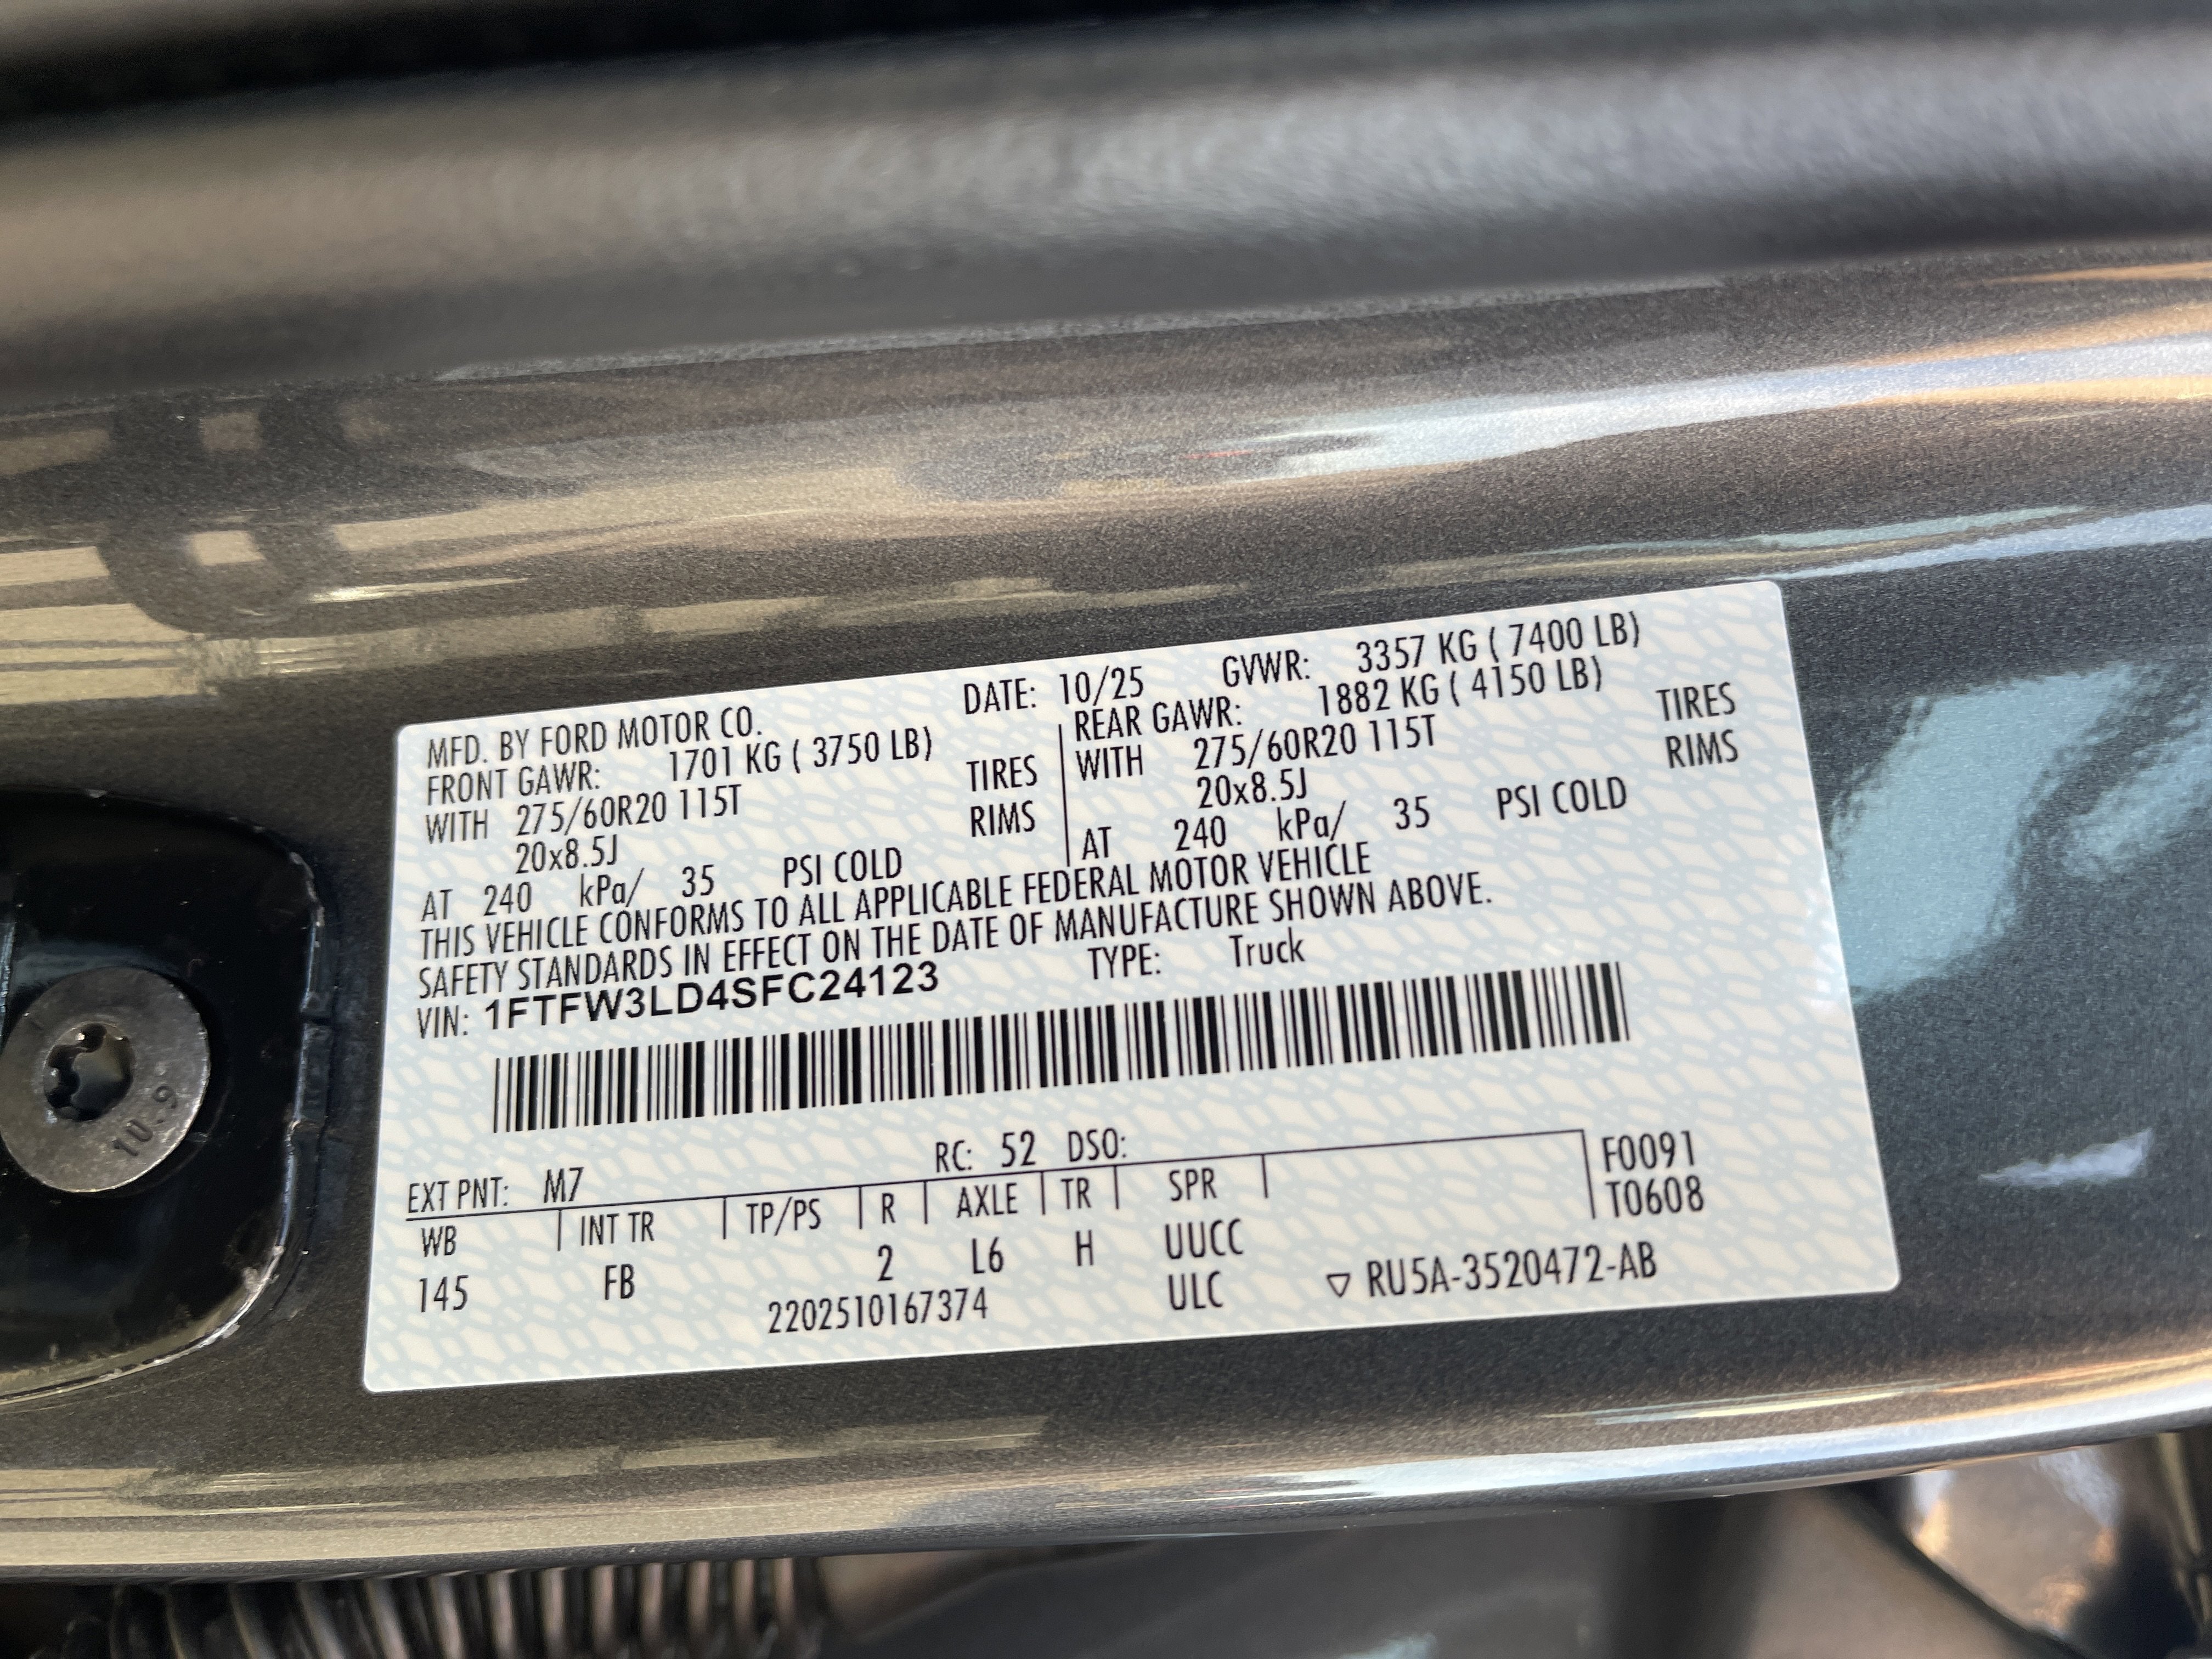 MFD. BY FORD MOTOR CO. DATE: 10/25 GVWR: 3357 KG ( 7400 LB)
FRONT GAWR: 1701 KG ( 3750 LB) REAR GAWR: 1882 KG ( 4150 LB)
WITH 275/60R20 115T TIRES WITH 275/60R20 115T TIRES
20x8.5J RIMS 20x8.5J RIMS
AT 240 kPa/ 35 PSI COLD AT 240 kPa/ 35 PSI COLD
THIS VEHICLE CONFORMS TO ALL APPLICABLE FEDERAL MOTOR VEHICLE
SAFETY STANDARDS IN EFFECT ON THE DATE OF MANUFACTURE SHOWN ABOVE.
VIN: 1FTFW3LD4SFC24123 TYPE: Truck
EXT PNT: M7 RC: 52 DSO:
WB INT TR TP/PS R AXLE TR SPR F0091
T0608
145 FB 2 L6 H UUCC
2202510167374 ULC ▽ RU5A-3520472-AB
10.9